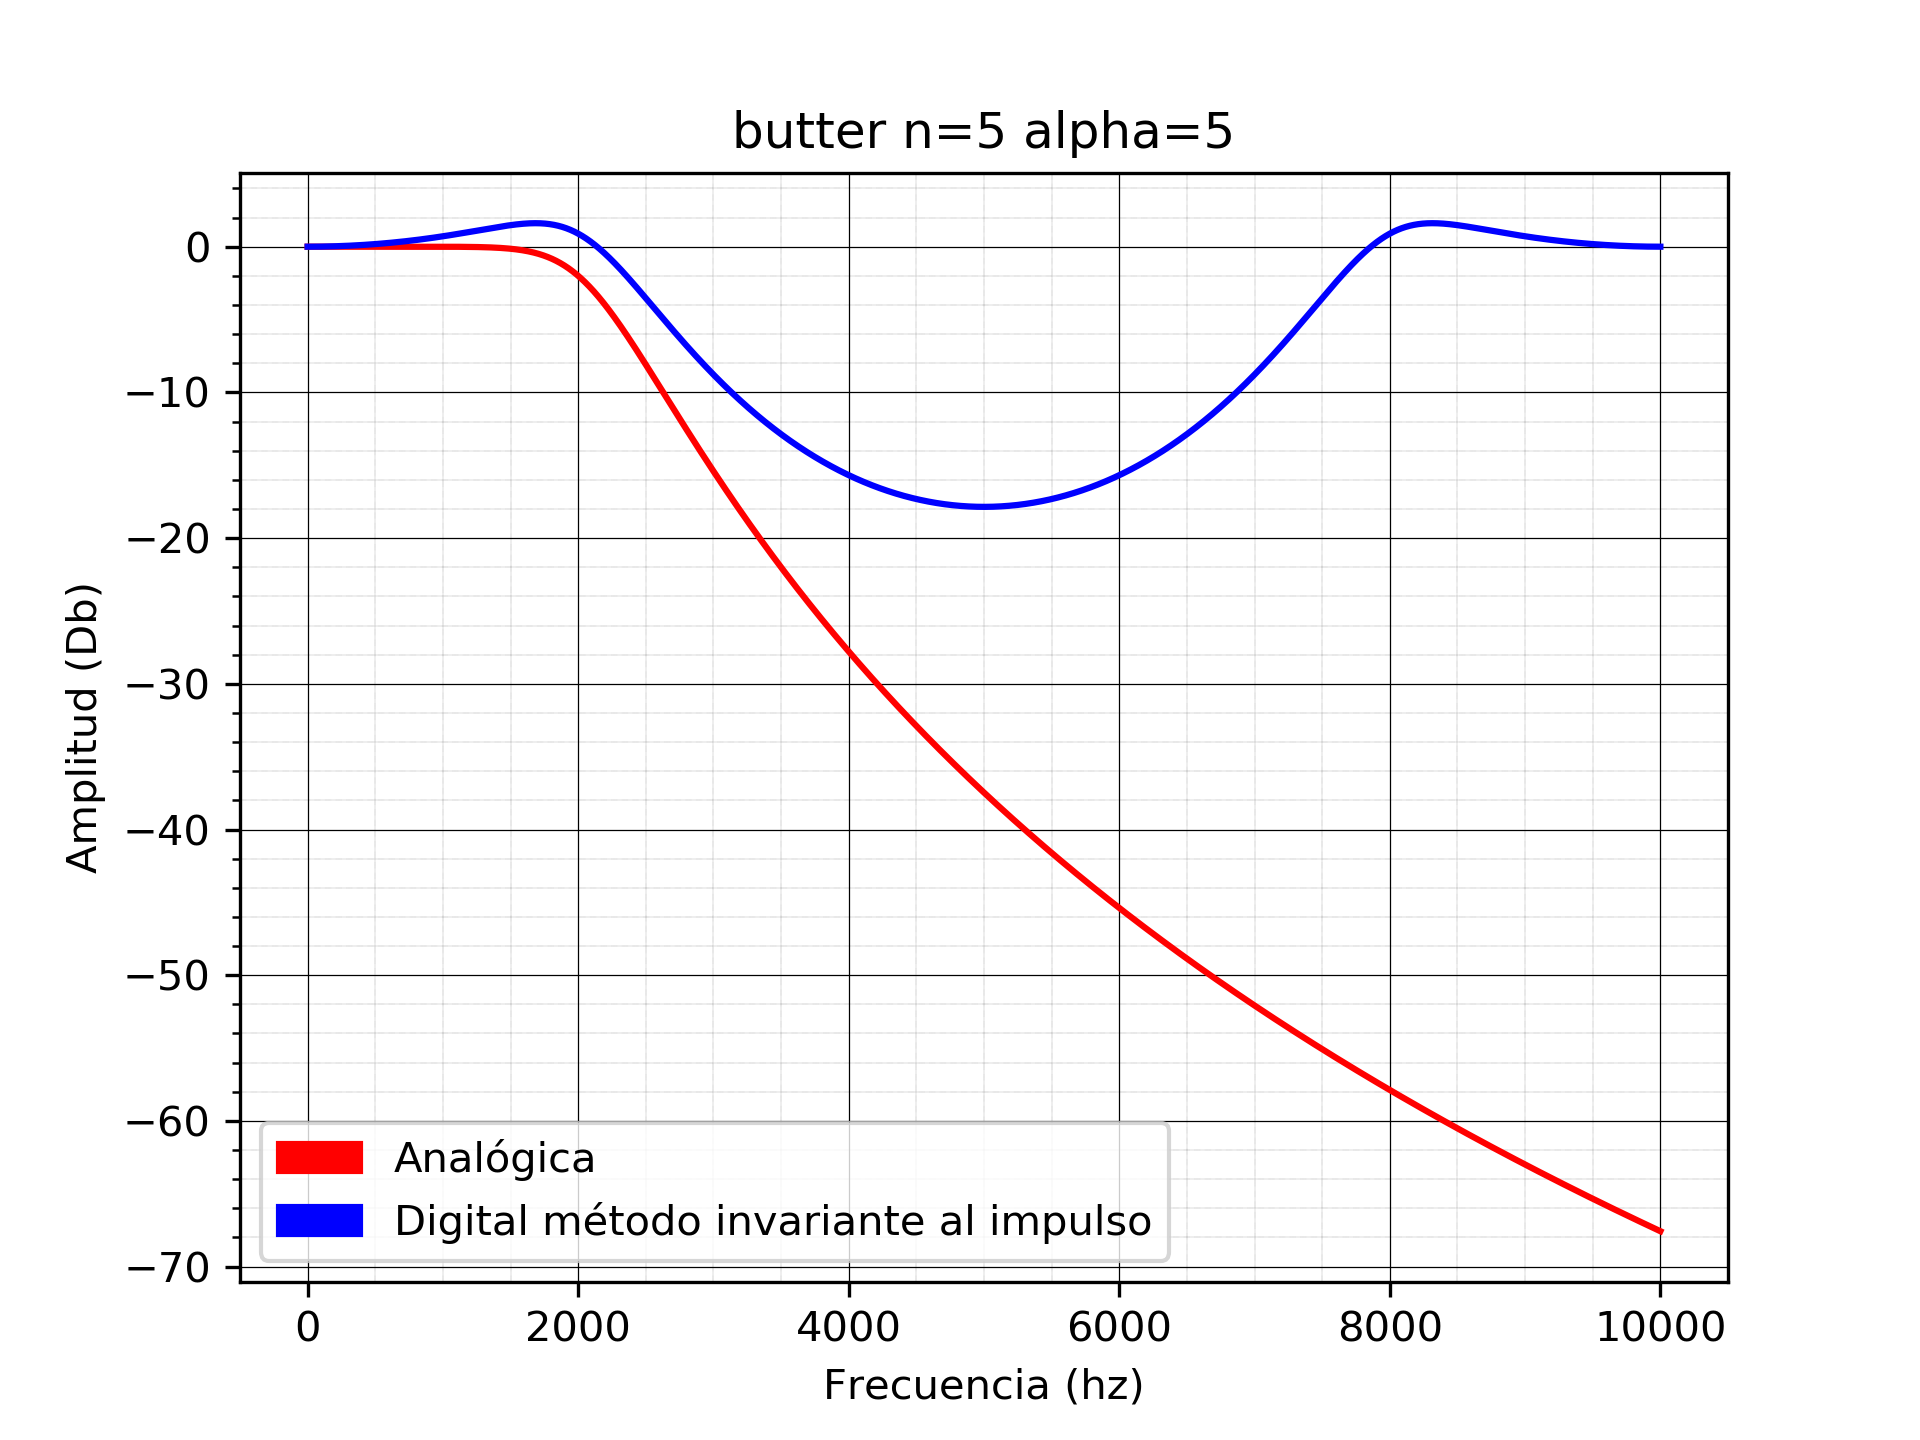 butter n=5 alpha=5
0
−10
−20
−30
−40
−50
−60
−70
Amplitud (Db)
Analógica
Digital método invariante al impulso
0 2000 4000 6000 8000 10000
Frecuencia (hz)